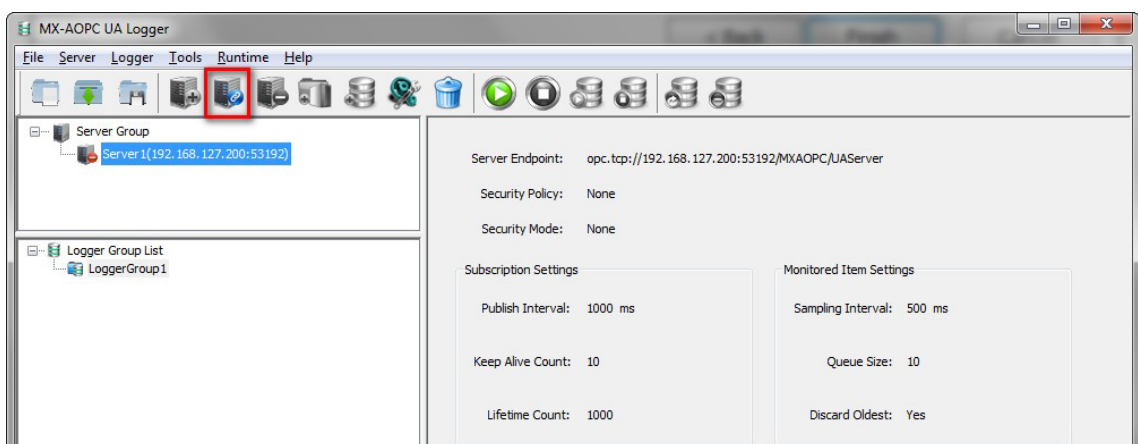 MX-AOPC UA Logger
< Back Finish
File Server Logger Tools Runtime Help
Server Group
Server1(192.168.127.200:53192)
Server Endpoint: opc.tcp://192.168.127.200:53192/MXAOPC/UAServer
Security Policy: None
Security Mode: None
Logger Group List
LoggerGroup1
Subscription Settings
Monitored Item Settings
Publish Interval: 1000 ms
Sampling Interval: 500 ms
Keep Alive Count: 10
Queue Size: 10
Lifetime Count: 1000
Discard Oldest: Yes